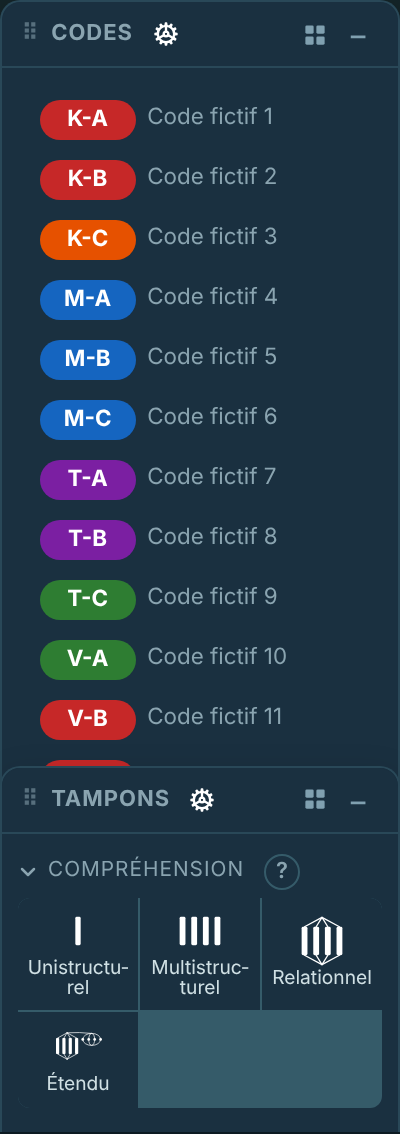 CODES
K-A Code fictif 1
K-B Code fictif 2
K-C Code fictif 3
M-A Code fictif 4
M-B Code fictif 5
M-C Code fictif 6
T-A Code fictif 7
T-B Code fictif 8
T-C Code fictif 9
V-A Code fictif 10
V-B Code fictif 11
TAMPONS
COMPRÉHENSION ?
Unistructu-
rel
Multistruc-
turel
Relationnel
Étendu